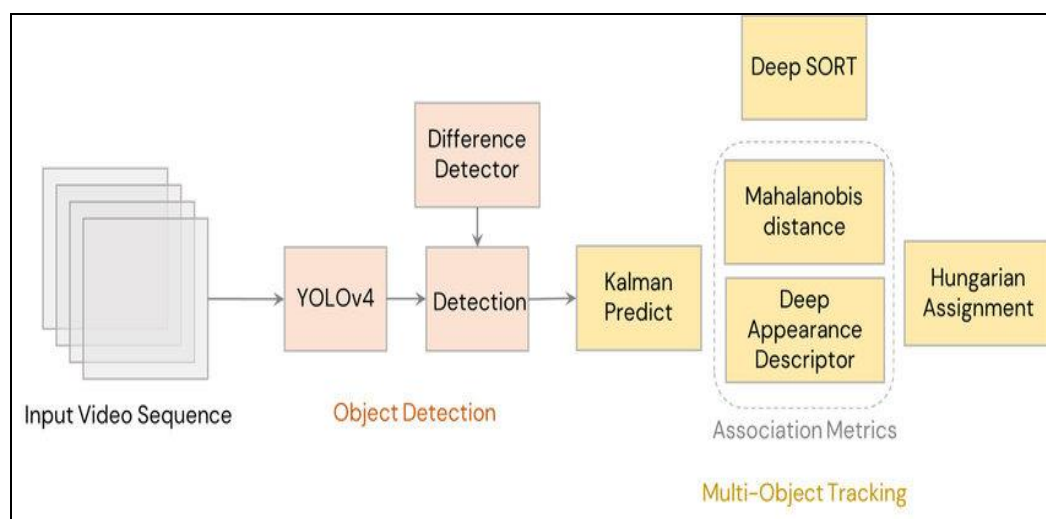 Deep SORT
Difference
Detector
Mahalanobis
distance
YOLOv4
Detection
Kalman
Predict
Deep
Appearance
Descriptor
Hungarian
Assignment
Input Video Sequence
Object Detection
Association Metrics
Multi-Object Tracking